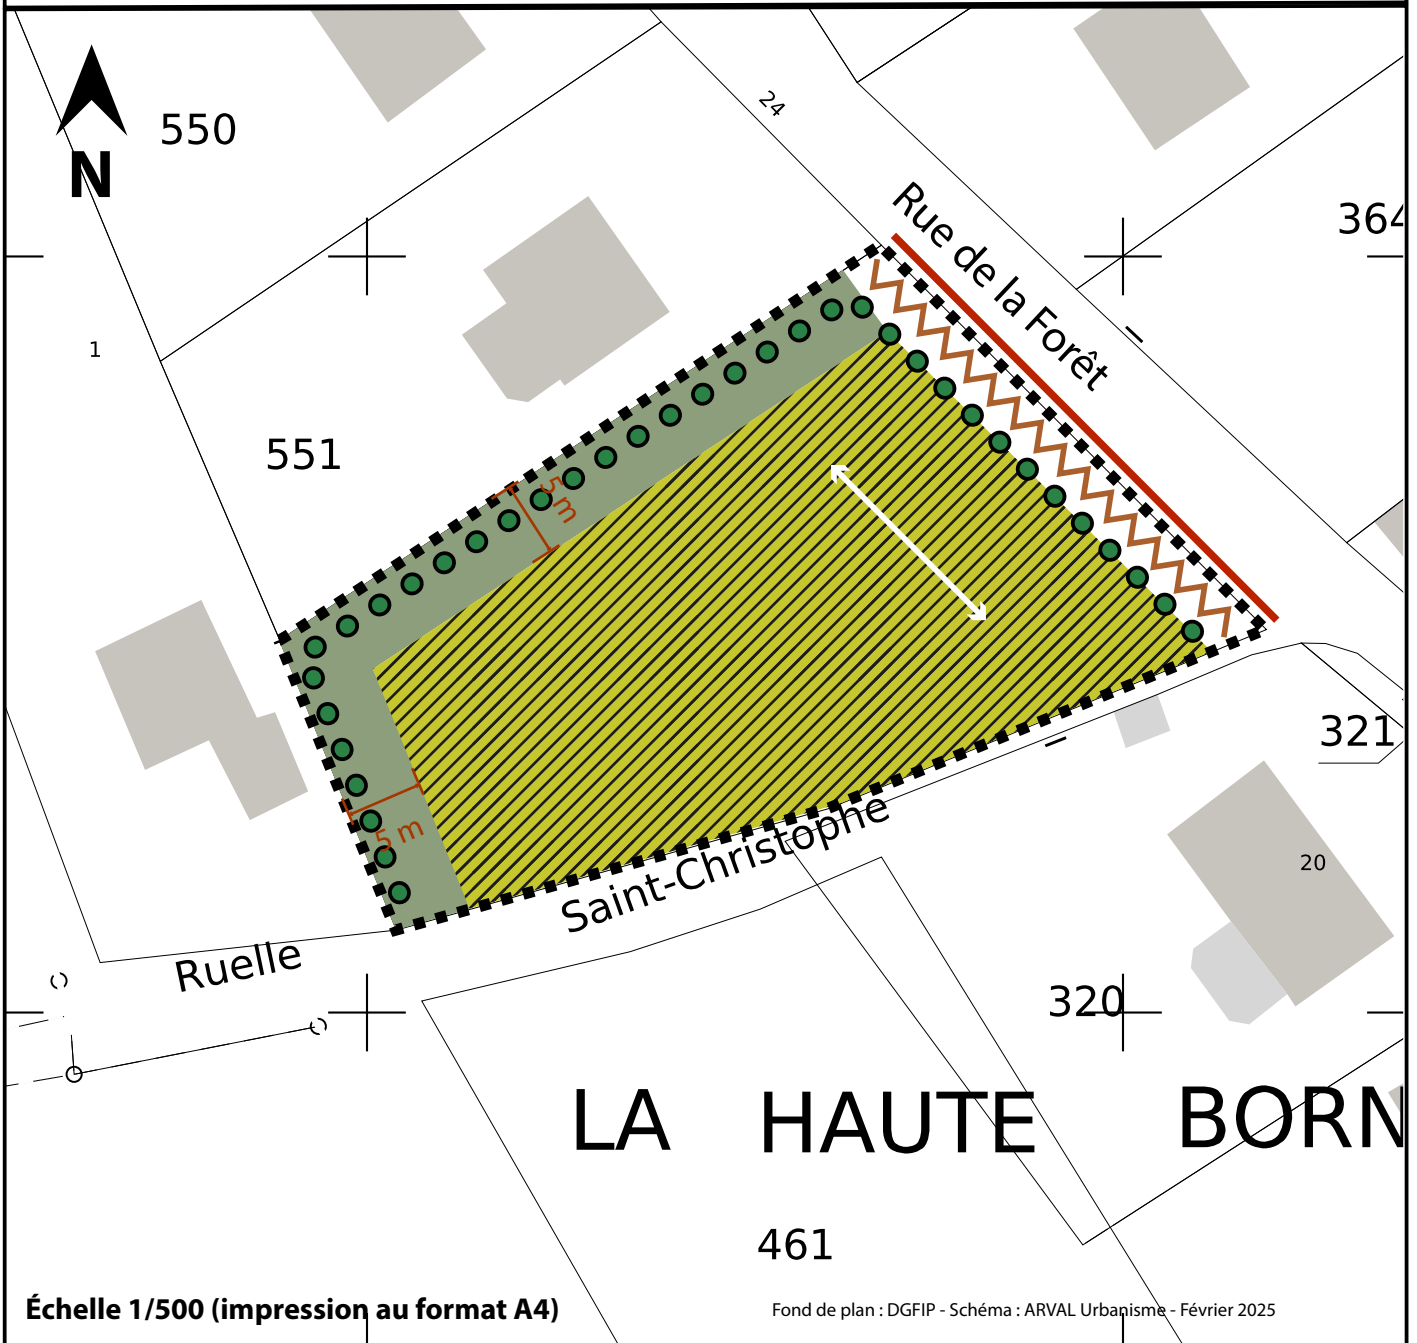 24
550
N
Rue de la Forêt
364
1
551
5 m
321
5 m
Ruelle Saint-Christophe
20
320
LA HAUTE BORN
461
Échelle 1/500 (impression au format A4)
Fond de plan : DGFIP - Schéma : ARVAL Urbanisme - Février 2025